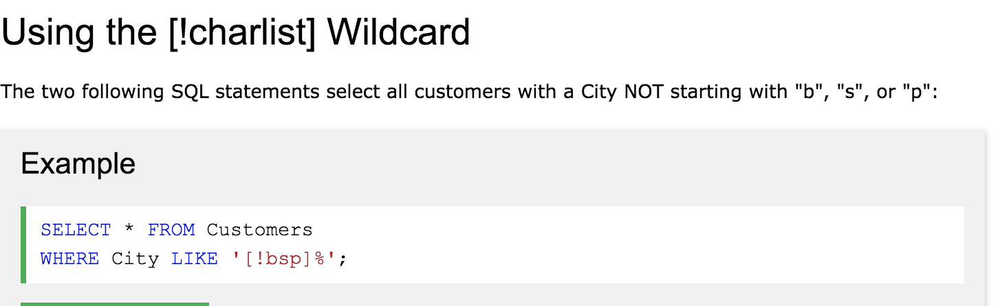 Using the [!charlist] Wildcard
The two following SQL statements select all customers with a City NOT starting with "b", "s", or "p":
Example
SELECT * FROM Customers
WHERE City LIKE '[!bsp]%';